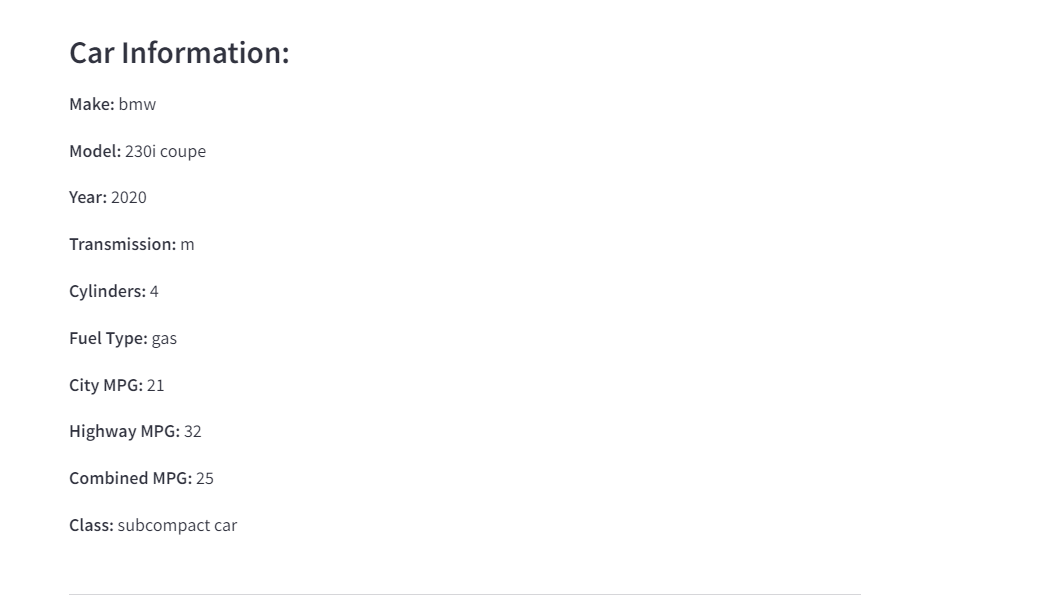 Car Information:
Make: bmw
Model: 230i coupe
Year: 2020
Transmission: m
Cylinders: 4
Fuel Type: gas
City MPG: 21
Highway MPG: 32
Combined MPG: 25
Class: subcompact car